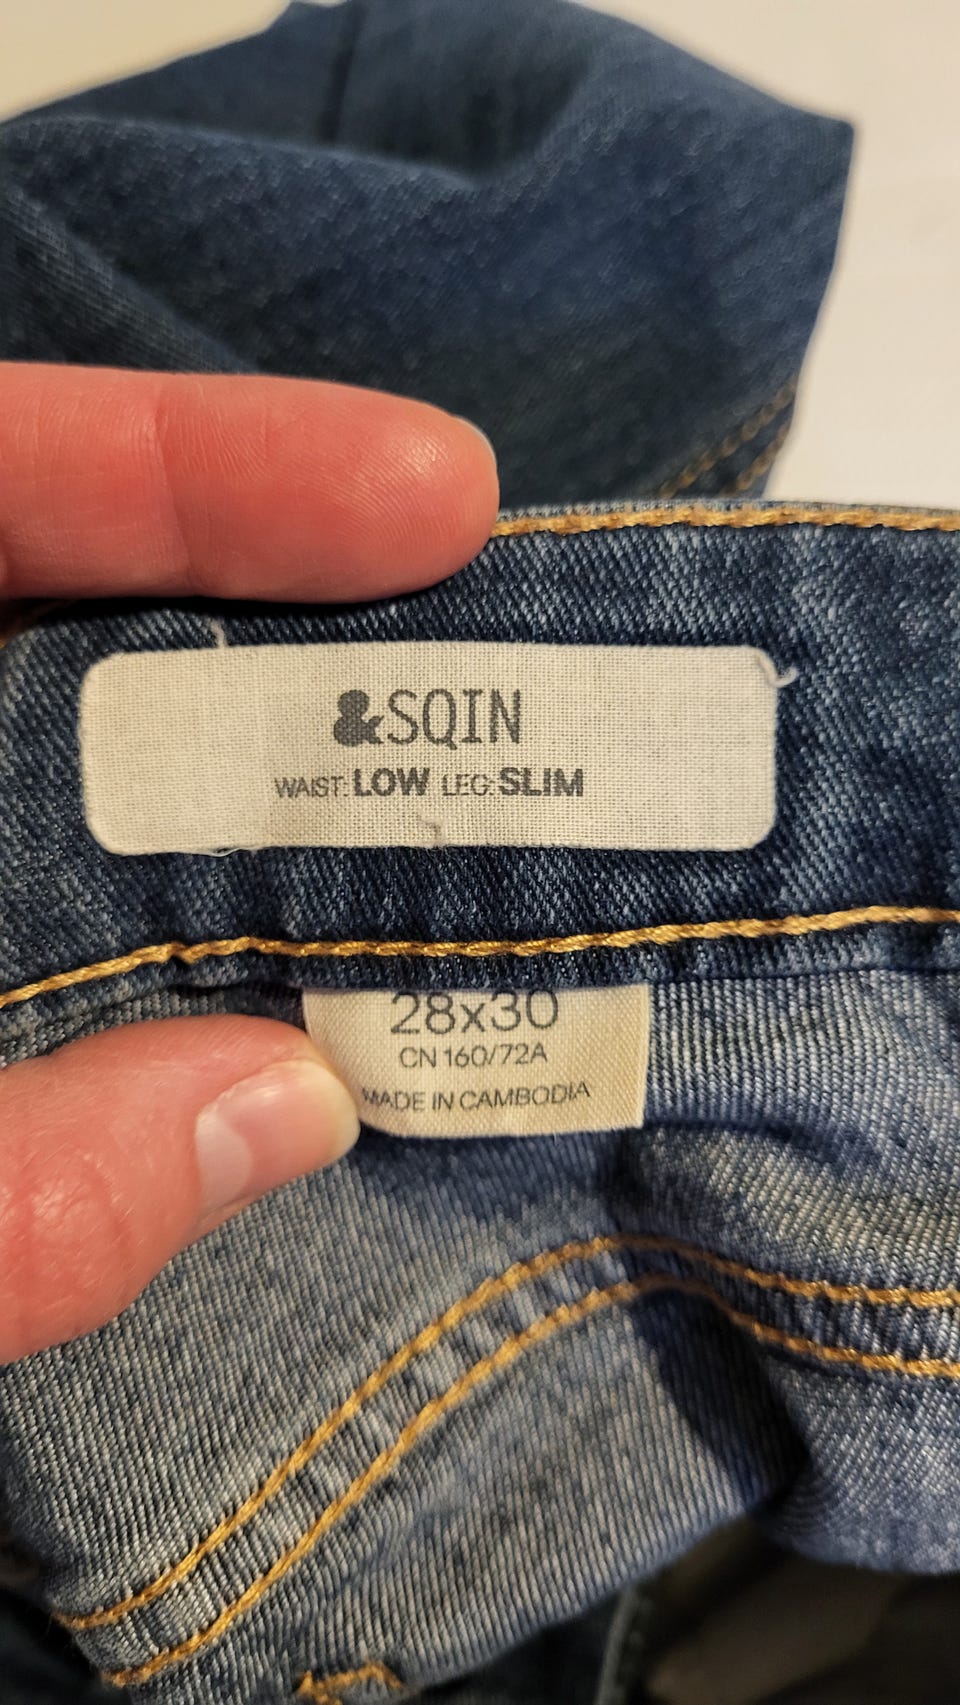 &SQIN
WAIST: LOW LEG: SLIM
28x30
CN 160/72A
MADE IN CAMBODIA